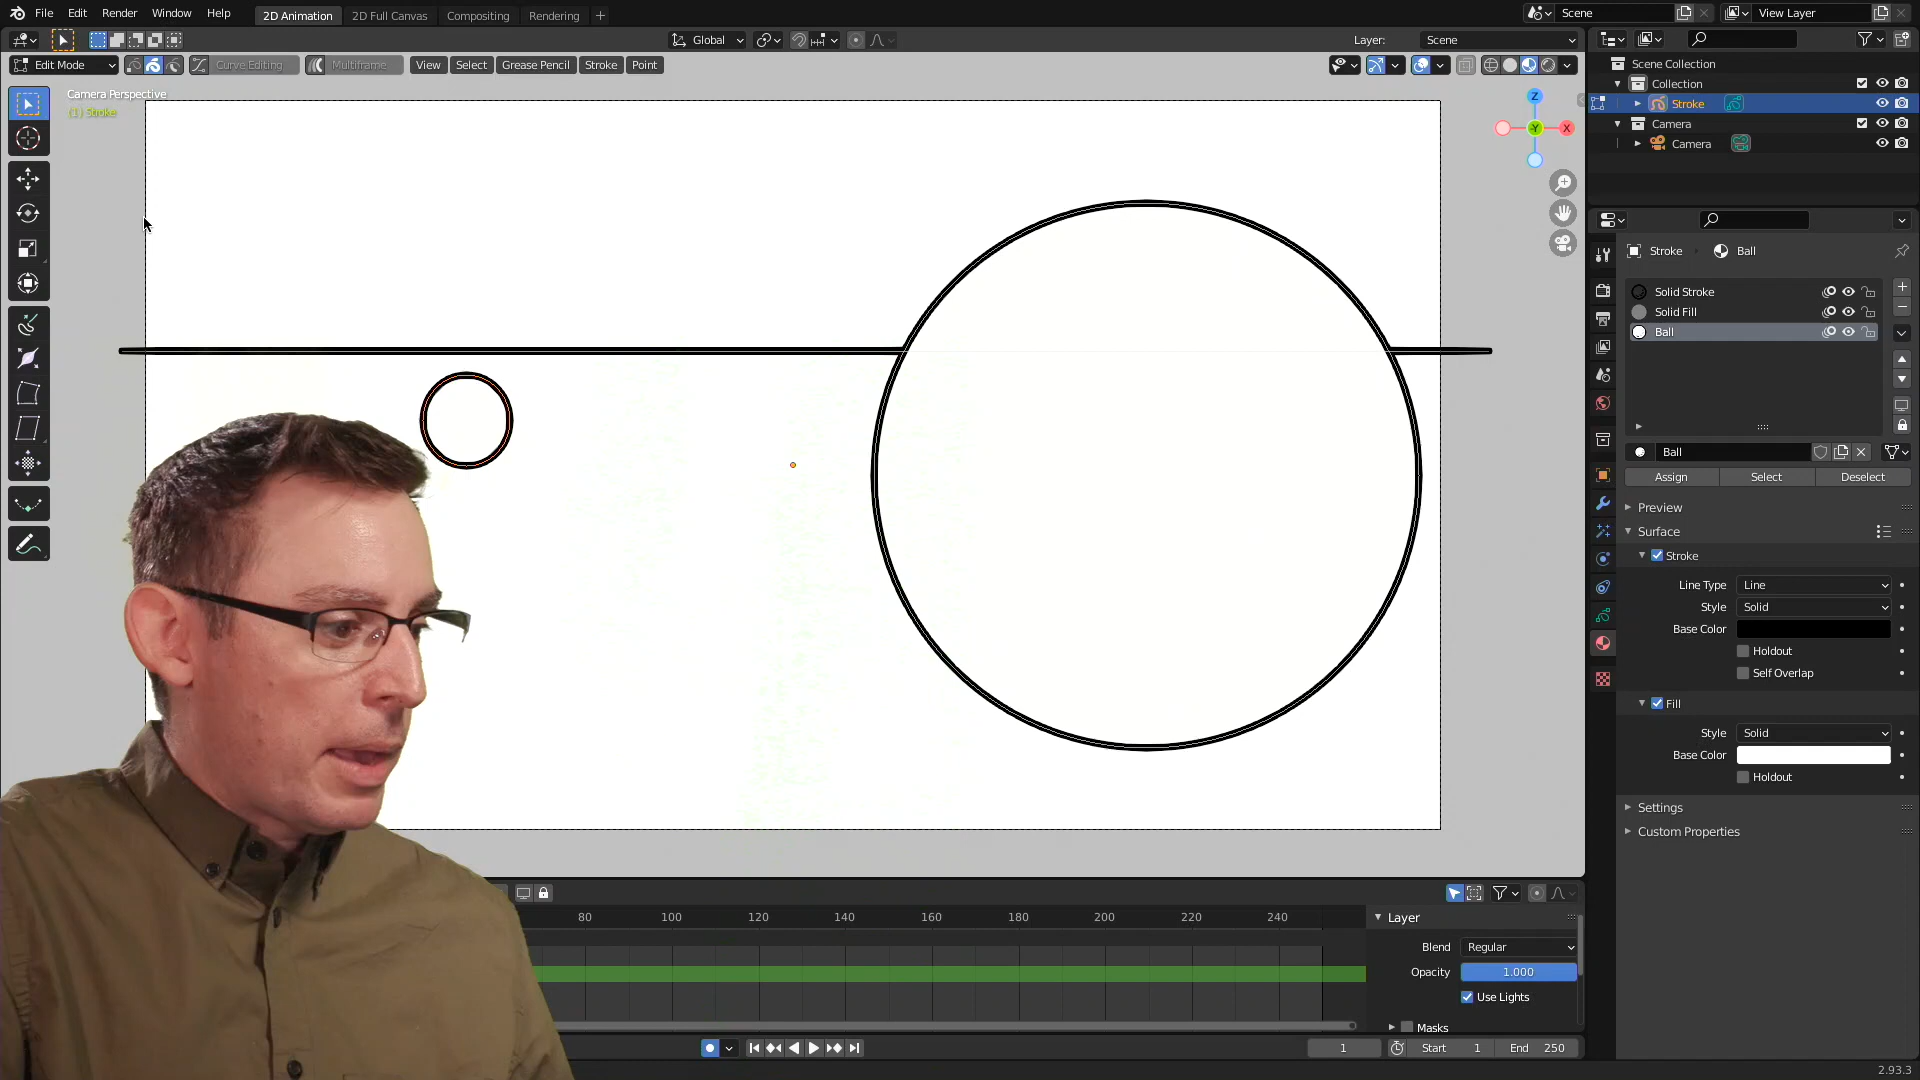 File Edit Render Window Help 2D Animation 2D Full Canvas Compositing Rendering + Scene View Layer
Global Layer: Scene
Edit Mode Curve Editing Multiframe View Select Grease Pencil Stroke Point
Camera Perspective
(1) Stroke
Z
Y
X
Scene Collection
Collection
Stroke
Camera
Camera
Stroke Ball
Solid Stroke
Solid Fill
Ball
Ball
Assign Select Deselect
Preview
Surface
Stroke
Line Type Line
Style Solid
Base Color
Holdout
Self Overlap
Fill
Style Solid
Base Color
Holdout
Settings
Custom Properties
80 100 120 140 160 180 200 220 240
Layer
Blend Regular
Opacity 1.000
Use Lights
Masks
1 Start 1 End 250
2.93.3